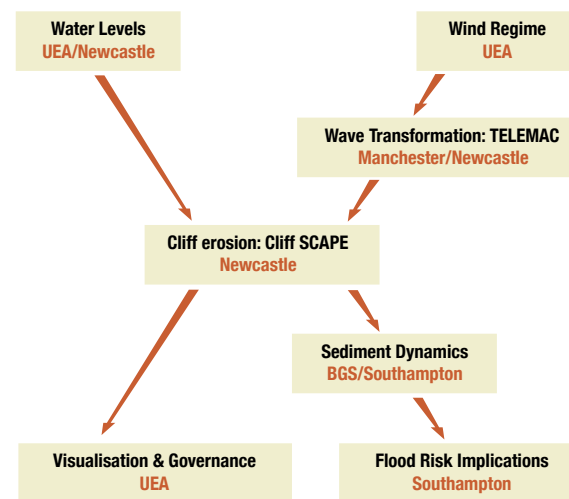 Water Levels
UEA/Newcastle
Wind Regime
UEA
Wave Transformation: TELEMAC
Manchester/Newcastle
Cliff erosion: Cliff SCAPE
Newcastle
Sediment Dynamics
BGS/Southampton
Visualisation & Governance
UEA
Flood Risk Implications
Southampton